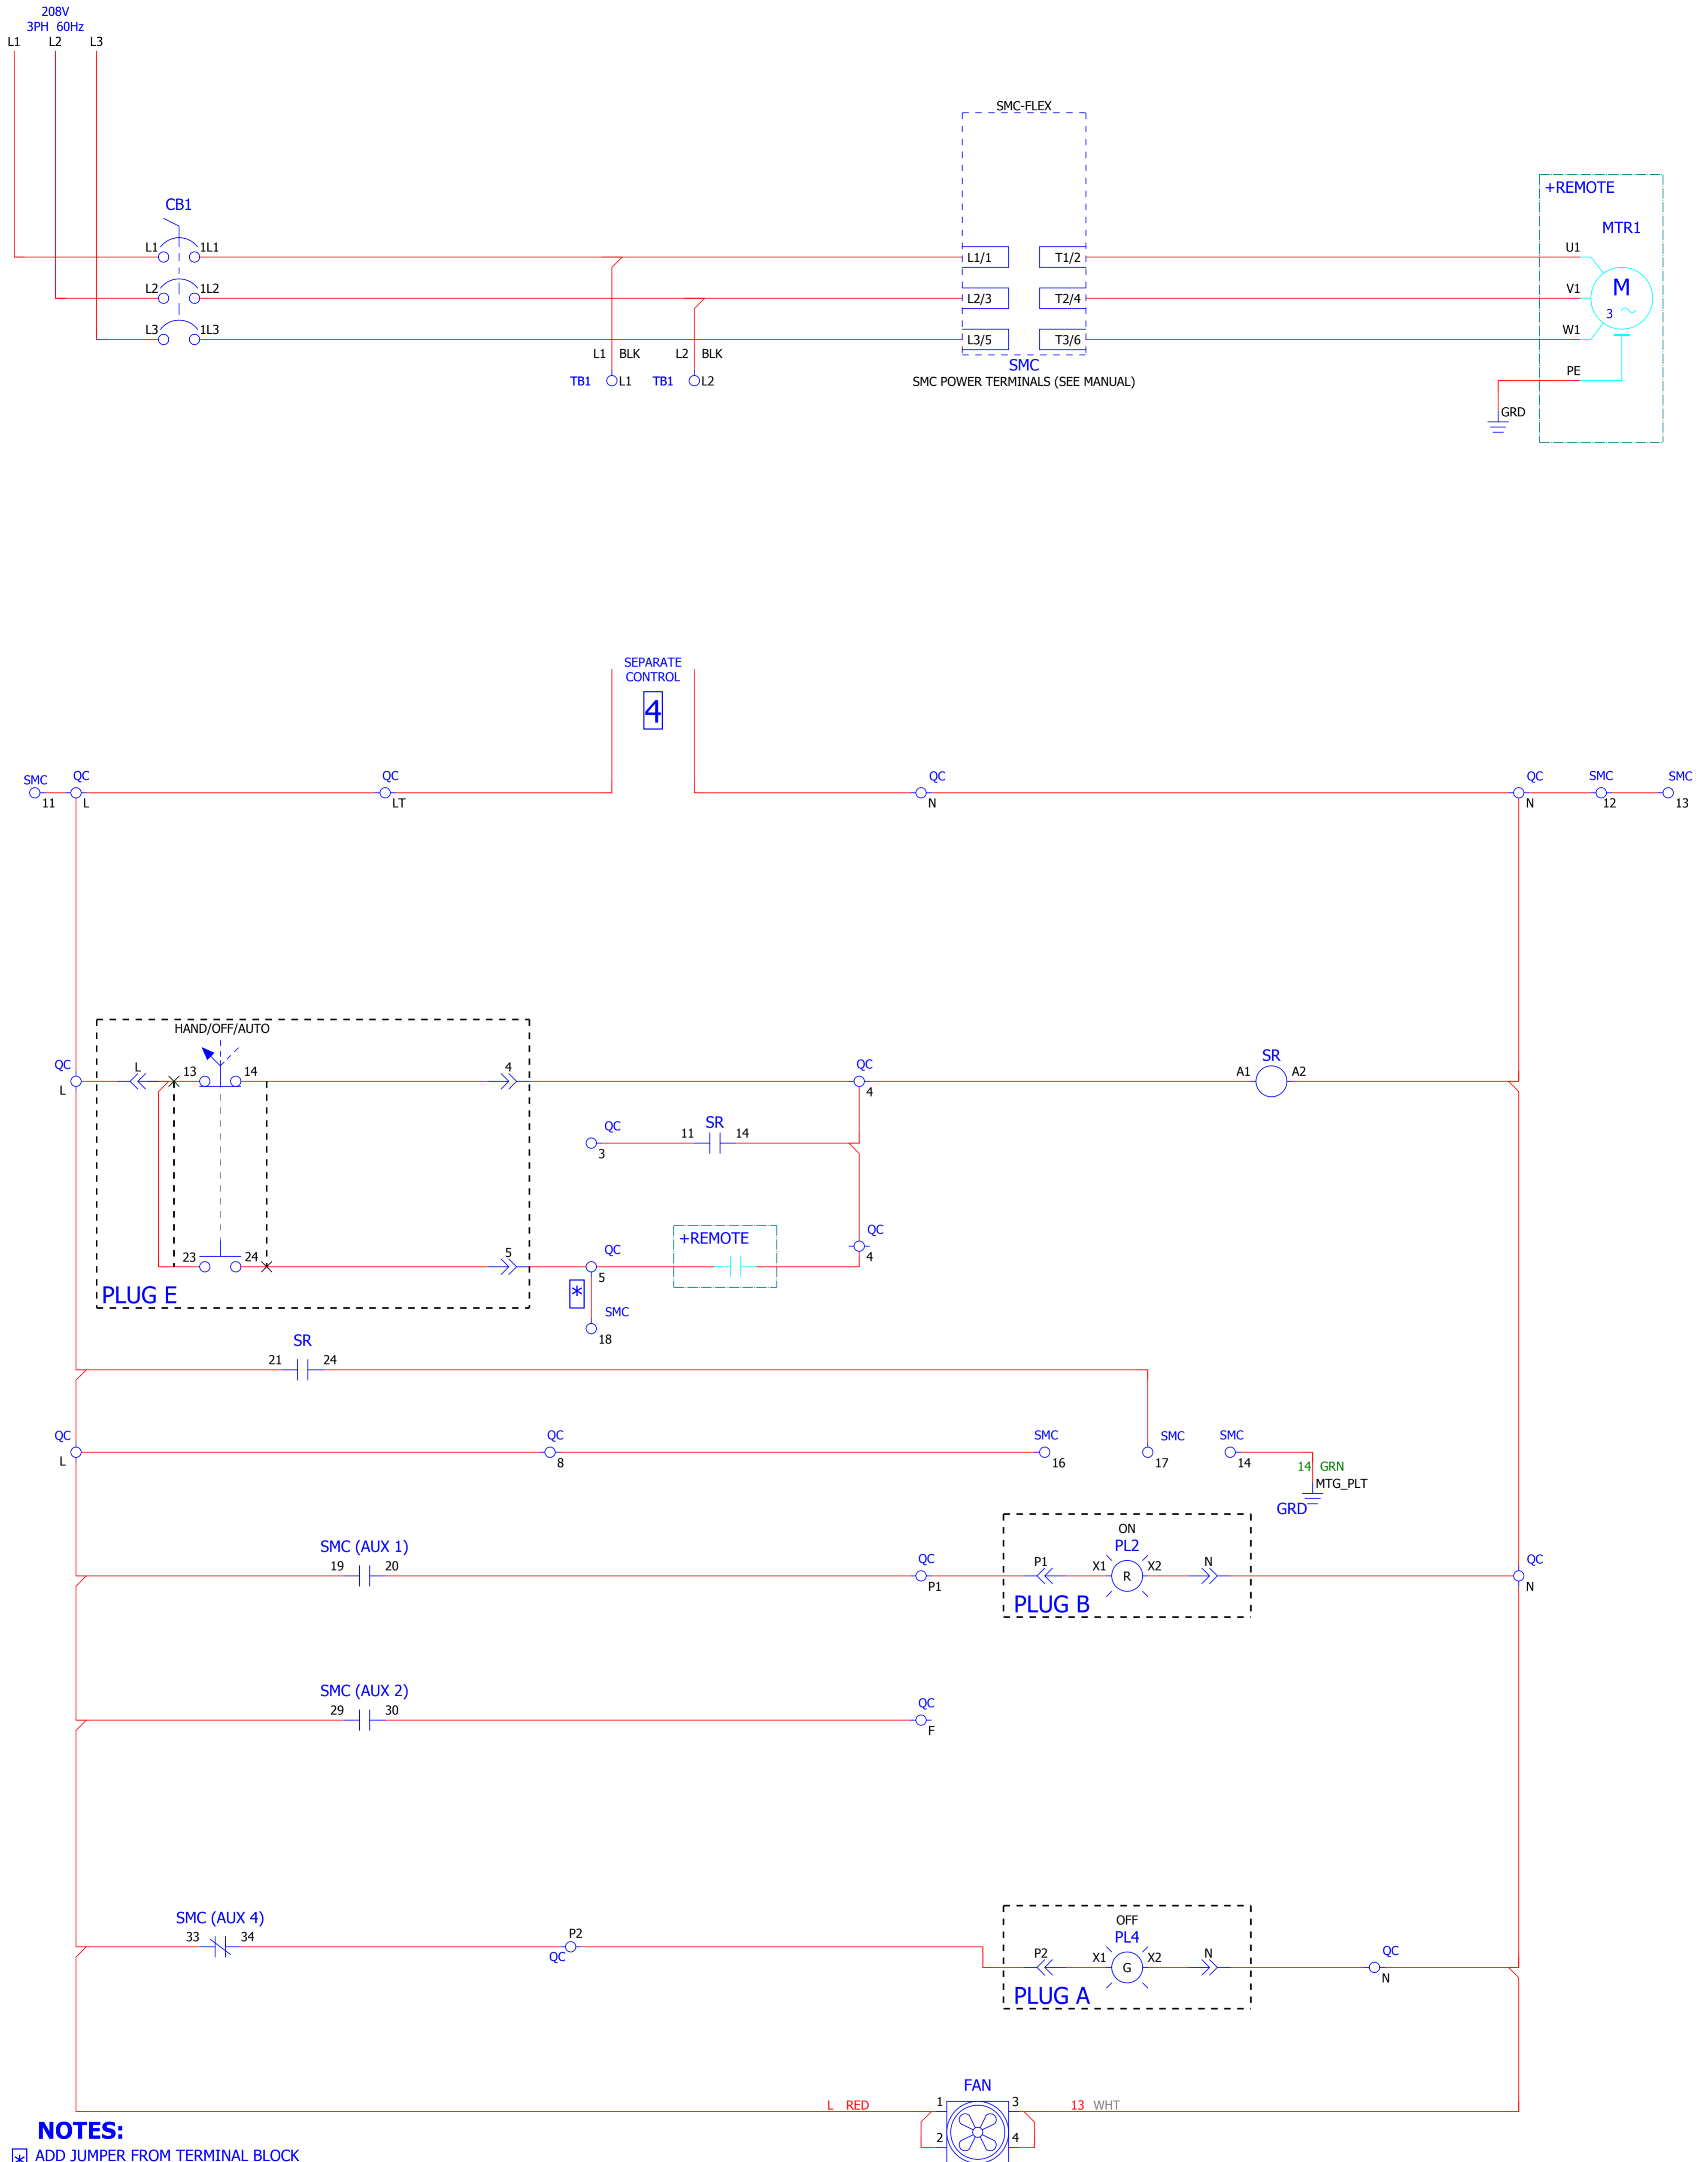 208V
3PH 60Hz
L1 L2 L3
SMC-FLEX
+REMOTE
CB1
MTR1
L1 1L1 L1/1 T1/2 U1
M
L2 1L2 L2/3 T2/4 V1
3
L3 1L3 L3/5 T3/6 W1
L1 BLK L2 BLK
SMC
PE
TB1 L1 TB1 L2
SMC POWER TERMINALS (SEE MANUAL)
GRD
SEPARATE
CONTROL
4
SMC QC QC QC QC SMC SMC
11 L LT N N 12 13
HAND/OFF/AUTO
QC L 13 14 4 QC A1 SR A2
L 4
QC 11 SR 14
3
+REMOTE QC
23 24 5 QC 4
5
PLUG E
*
SMC
18
SR
21 24
QC QC SMC SMC SMC
L 8 16 17 14
14 GRN
MTG_PLT
GRD
ON
SMC (AUX 1) PL2
19 20 QC P1 X1 R X2 N QC
P1 N
PLUG B
SMC (AUX 2)
29 30 QC
F
OFF
SMC (AUX 4) PL4
33 34 P2 P2 X1 G X2 N QC
QC N
PLUG A
FAN
L RED 1 3 13 WHT
2 4
NOTES:
* ADD JUMPER FROM TERMINAL BLOCK